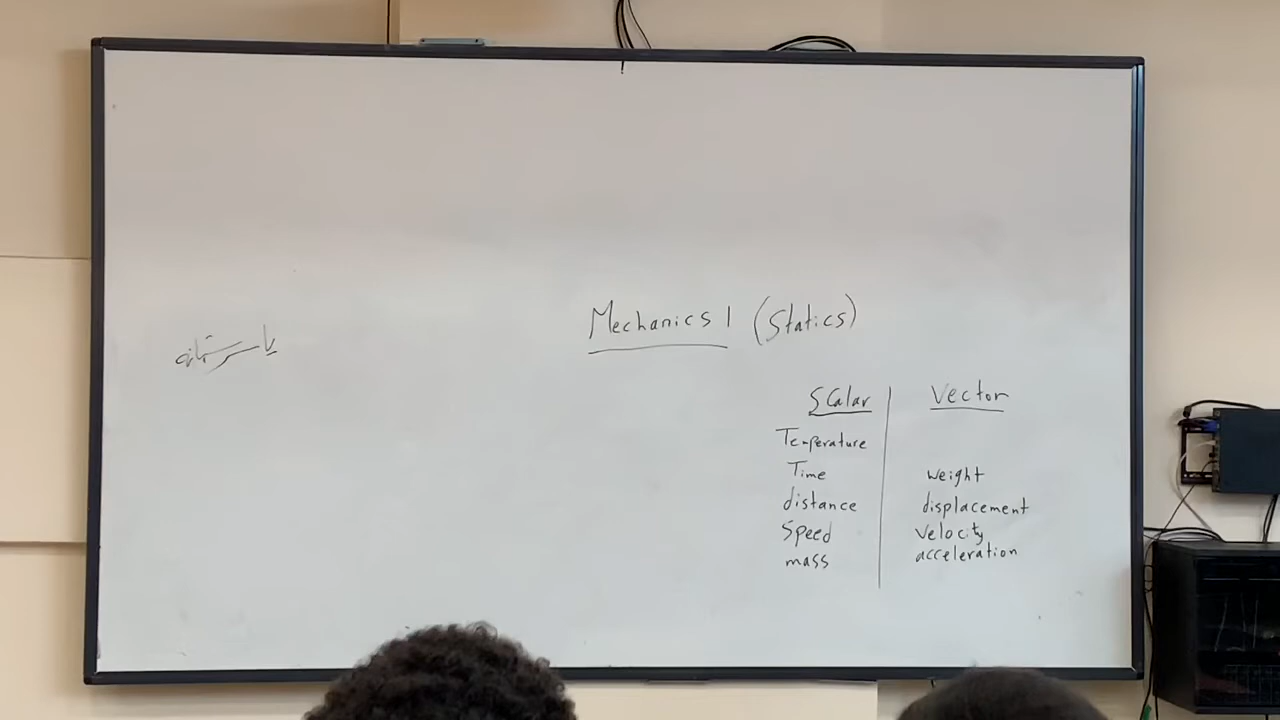 Mechanics 1 (Statics)
Scalar Vector
Temperature
Time weight
distance displacement
Speed velocity
mass acceleration